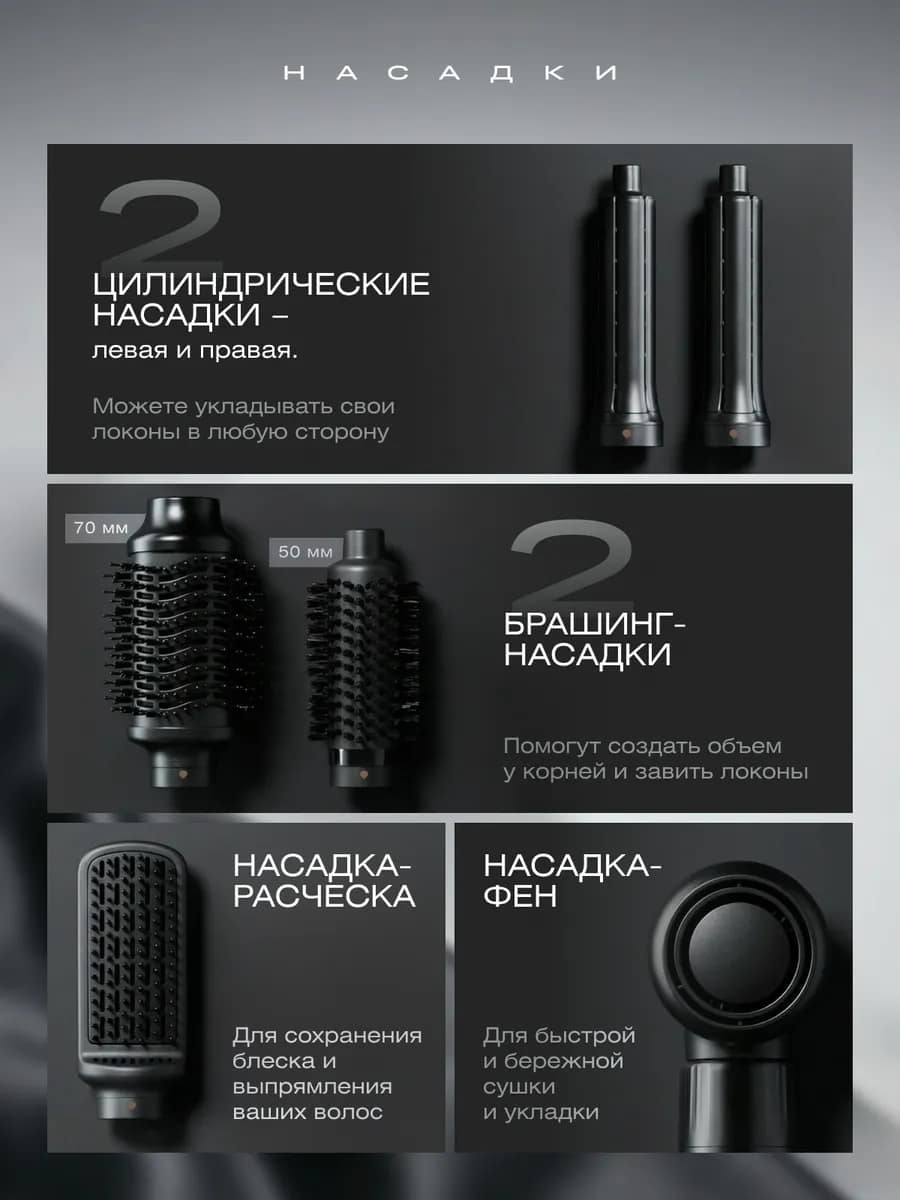 НАСАДКИ
2
ЦИЛИНДРИЧЕСКИЕ
НАСАДКИ –
левая и правая.
Можете укладывать свои
локоны в любую сторону
70 мм
50 мм
2
БРАШИНГ-
НАСАДКИ
Помогут создать объем
у корней и завить локоны
НАСАДКА-
РАСЧЕСКА
Для сохранения
блеска и
выпрямления
ваших волос
НАСАДКА-
ФЕН
Для быстрой
и бережной
сушки
и укладки